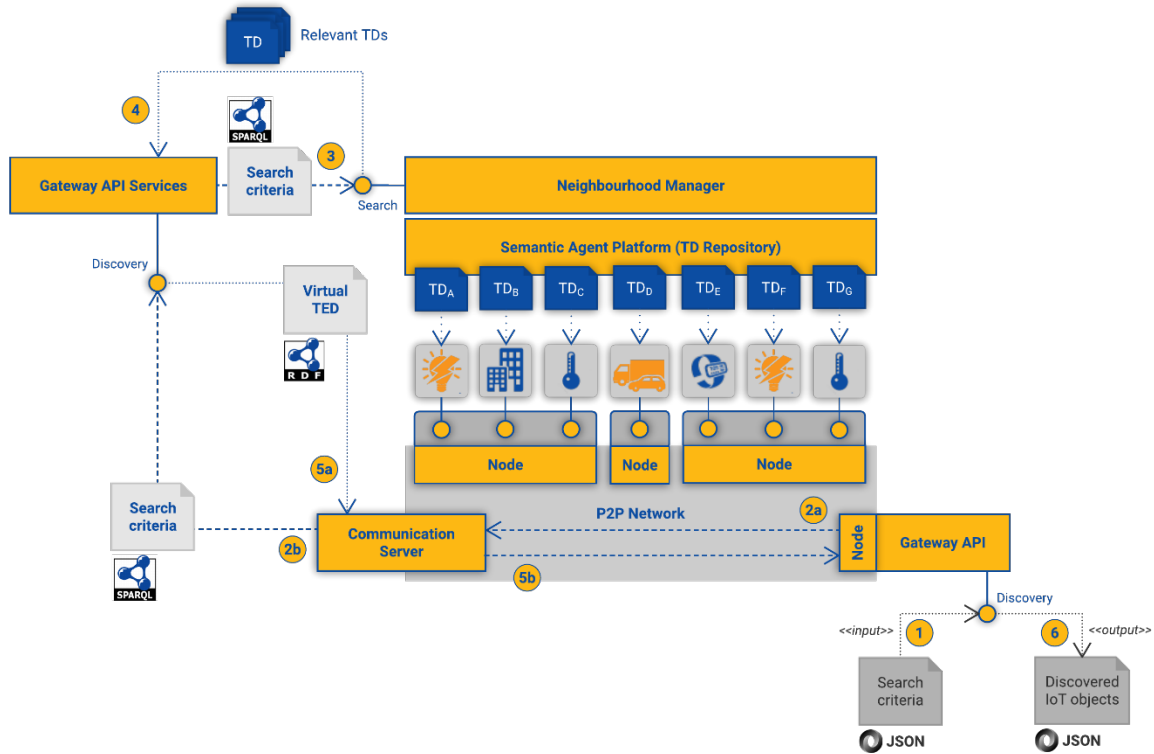 TD
Relevant TDs
4
SPARQL
3
Search
criteria
Gateway API Services
Search
Neighbourhood Manager
Semantic Agent Platform (TD Repository)
Discovery
Virtual
TED
RDF
TDA
TDB
TDC
TDD
TDE
TDF
TDG
Node
Node
Node
5a
P2P Network
2a
Search
criteria
SPARQL
2b
Communication
Server
5b
Node
Gateway API
Discovery
<<input>>
1
6
<<output>>
Search
criteria
JSON
Discovered
IoT objects
JSON